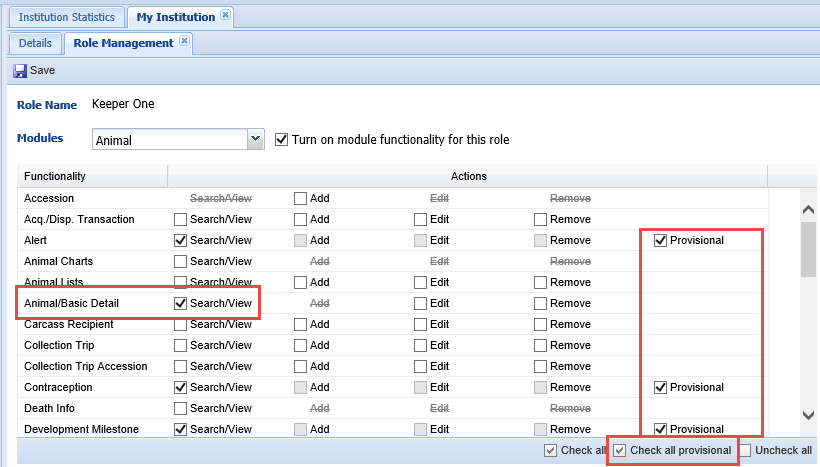 Institution Statistics My Institution
Details Role Management
Save
Role Name Keeper One
Modules Animal Turn on module functionality for this role
Functionality Actions
Accession Search/View Add Edit Remove
Acq./Disp. Transaction Search/View Add Edit Remove
Alert Search/View Add Edit Remove Provisional
Animal Charts Search/View Add Edit Remove
Animal Lists Search/View Add Edit Remove
Animal/Basic Detail Search/View Add Edit Remove
Carcass Recipient Search/View Add Edit Remove
Collection Trip Search/View Add Edit Remove
Collection Trip Accession Search/View Add Edit Remove
Contraception Search/View Add Edit Remove Provisional
Death Info Search/View Add Edit Remove
Development Milestone Search/View Add Edit Remove Provisional
Check all Check all provisional Uncheck all